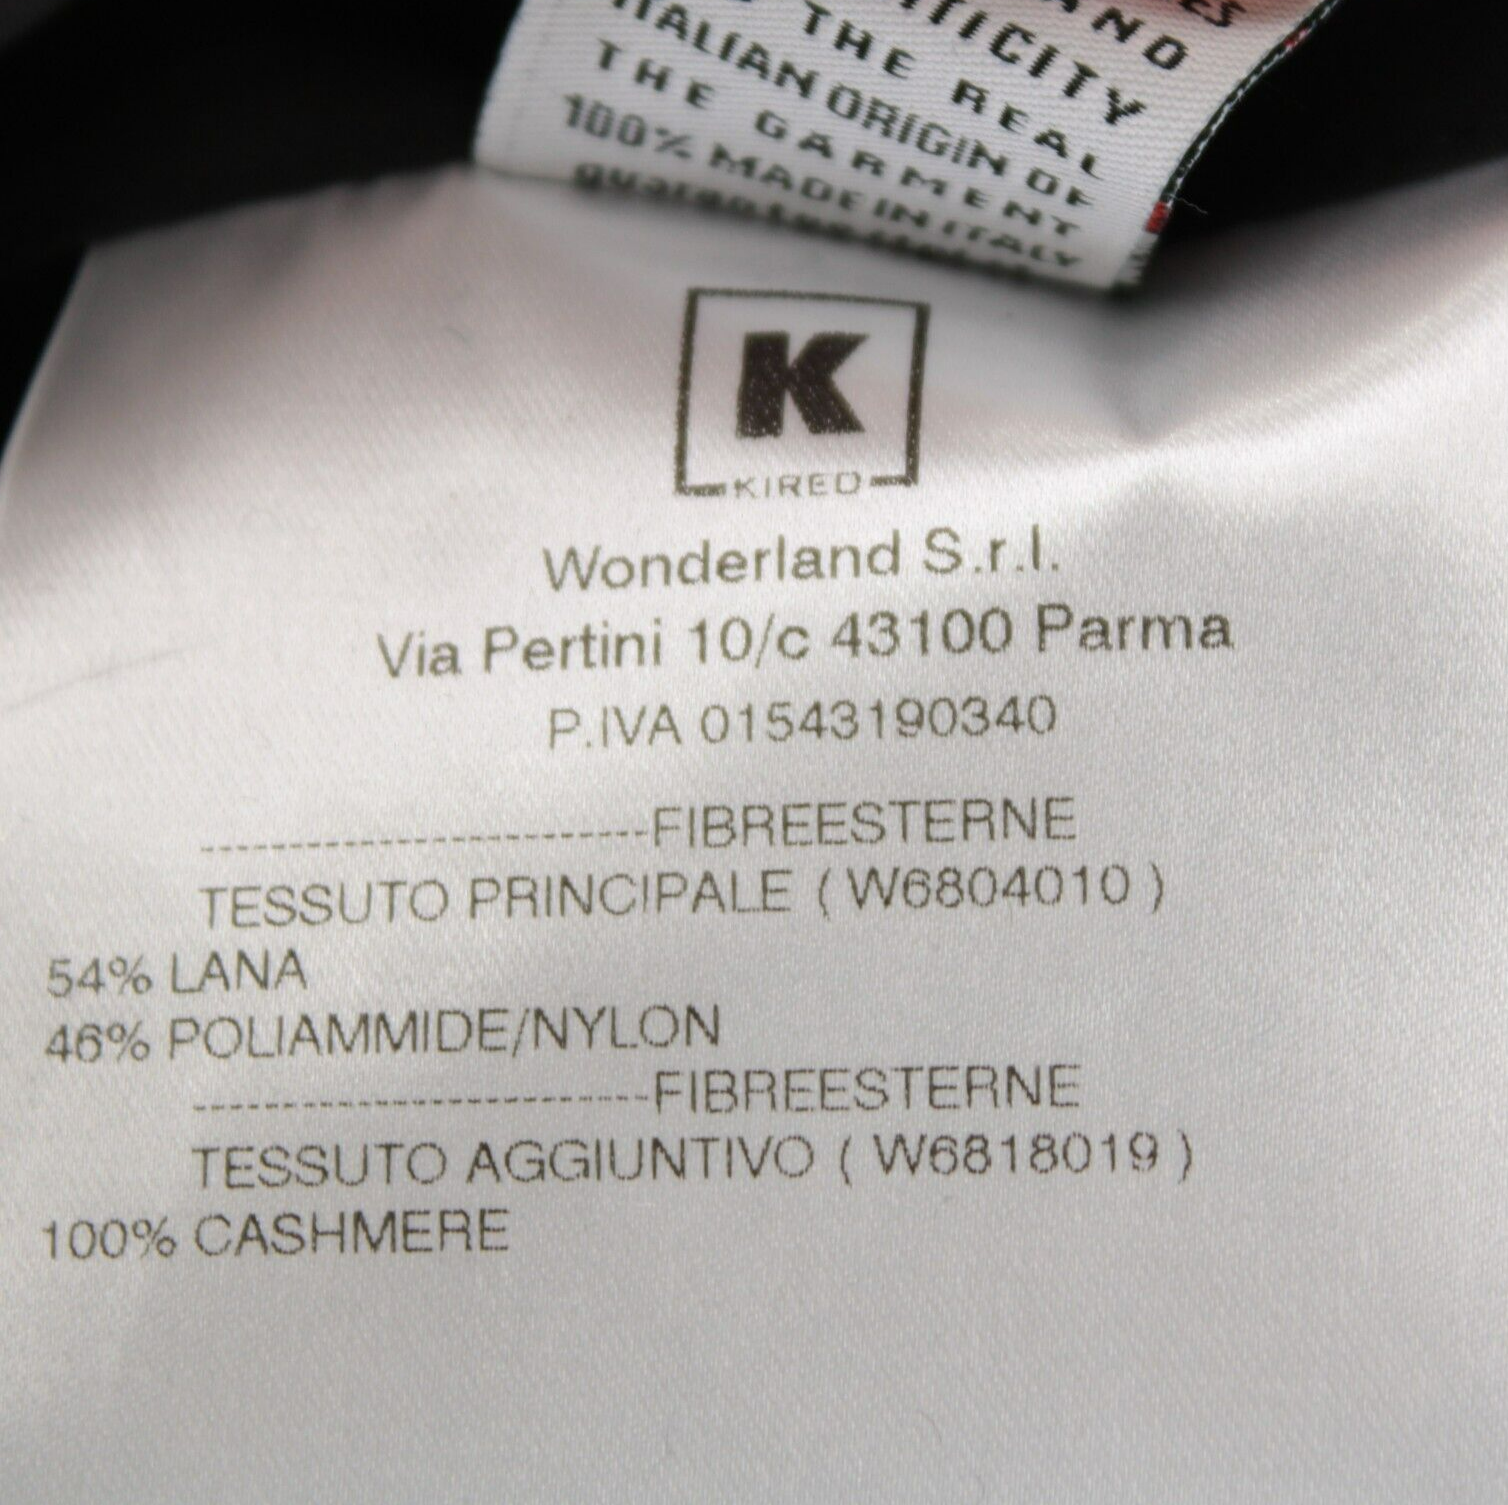 AND
THE REAL
ITALIAN ORIGIN OF
THE GARMENT
100% MADE IN ITALY
K
KIRED
Wonderland S.r.l.
Via Pertini 10/c 43100 Parma
P.IVA 01543190340
-------------------------FIBREESTERNE
TESSUTO PRINCIPALE ( W6804010 )
54% LANA
46% POLIAMMIDE/NYLON
-------------------------FIBREESTERNE
TESSUTO AGGIUNTIVO ( W6818019 )
100% CASHMERE